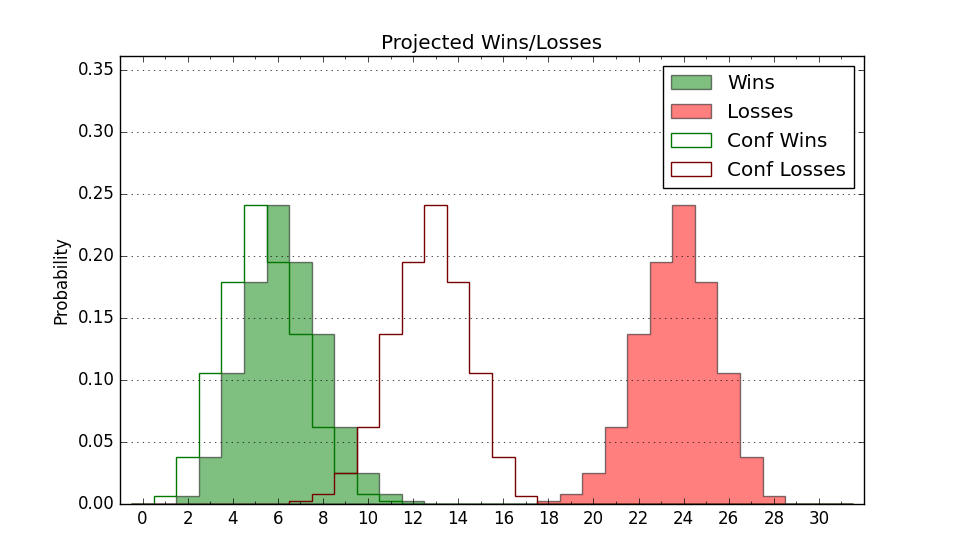 Projected Wins/Losses
Probability
0.35
0.30
0.25
0.20
0.15
0.10
0.05
0.00
Wins
Losses
Conf Wins
Conf Losses
0 2 4 6 8 10 12 14 16 18 20 22 24 26 28 30